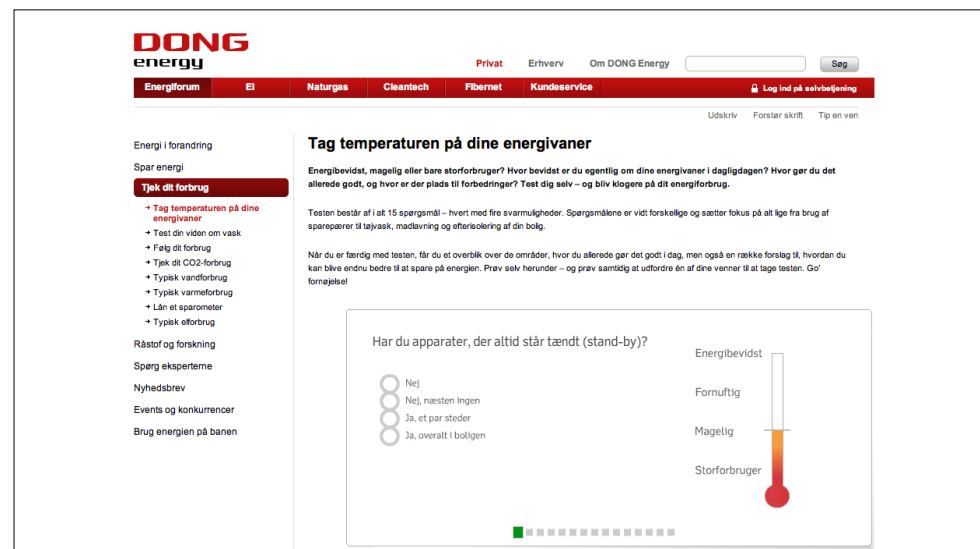 DONG
energy
Privat Erhverv Om DONG Energy Søg
Energiforum El Naturgas Cleantech Fibernet Kundeservice Log ind på selvbetjening
Udskriv Forstør skrift Tip en ven
Energi i forandring
Spar energi
Tjek dit forbrug
Tag temperaturen på dine
energivaner
Test din viden om vask
Følg dit forbrug
Tjek dit CO2-forbrug
Typisk vandforbrug
Typisk varmeforbrug
Lån et sparometer
Typisk elforbrug
Råstof og forskning
Spørg eksperterne
Nyhedsbrev
Events og konkurrencer
Brug energien på banen
Tag temperaturen på dine energivaner
Energibevidst, magelig eller bare storforbruger? Hvor bevidst er du egentlig om dine energivaner i dagligdagen? Hvor gør du det
allerede godt, og hvor er der plads til forbedringer? Test dig selv – og bliv klogere på dit energiforbrug.
Testen består af i alt 15 spørgsmål – hvert med fire svarmuligheder. Spørgsmålene er vidt forskellige og sætter fokus på alt lige fra brug af
sparepærer til tøjvask, madlavning og efterisolering af din bolig.
Når du er færdig med testen, får du et overblik over de områder, hvor du allerede gør det godt i dag, men også en række forslag til, hvordan du
kan blive endnu bedre til at spare på energien. Prøv selv herunder – og prøv samtidig at udfordre én af dine venner til at tage testen. Go'
fornøjelse!
Har du apparater, der altid står tændt (stand-by)?
Nej
Nej, næsten ingen
Ja, et par steder
Ja, overalt i boligen
Energibevidst
Fornuftig
Magelig
Storforbruger